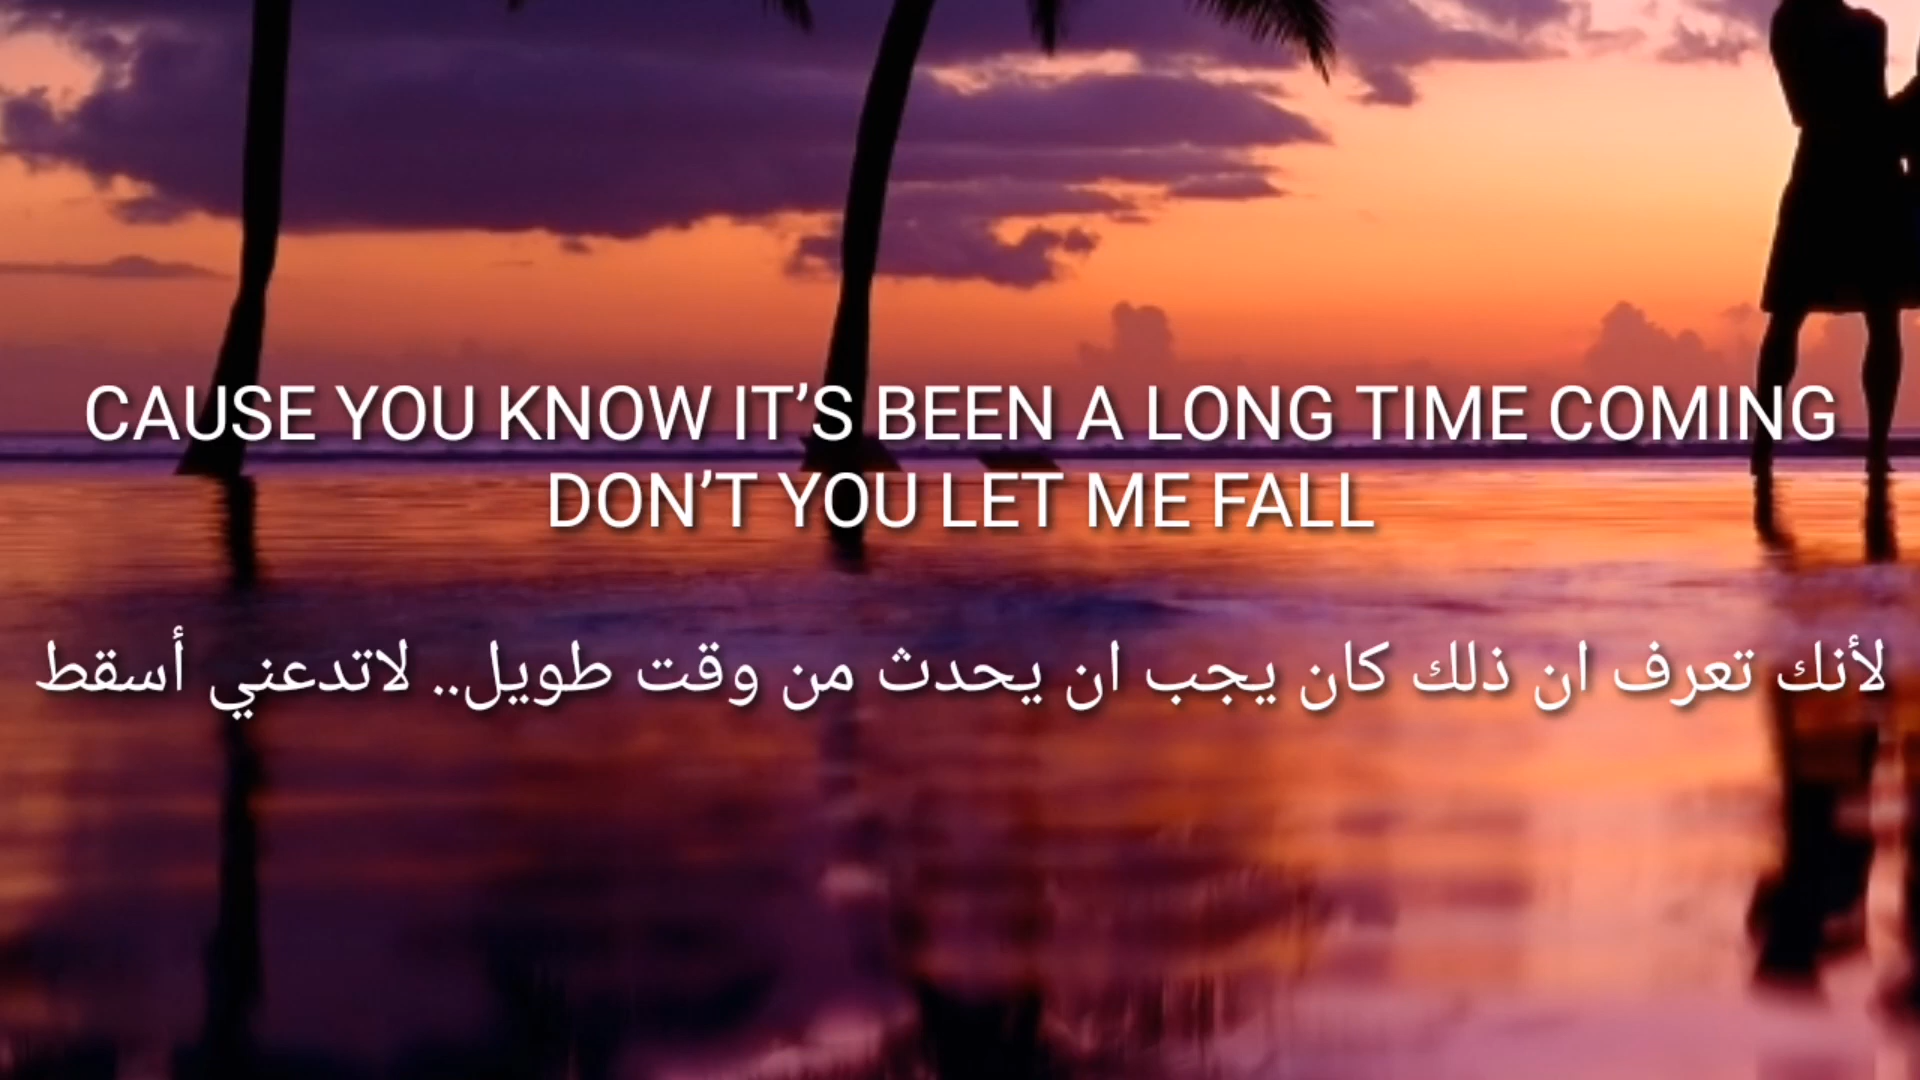 CAUSE YOU KNOW IT’S BEEN A LONG TIME COMING
DON’T YOU LET ME FALL
لأنك تعرف ان ذلك كان يجب ان يحدث من وقت طويل.. لاتدعني أسقط